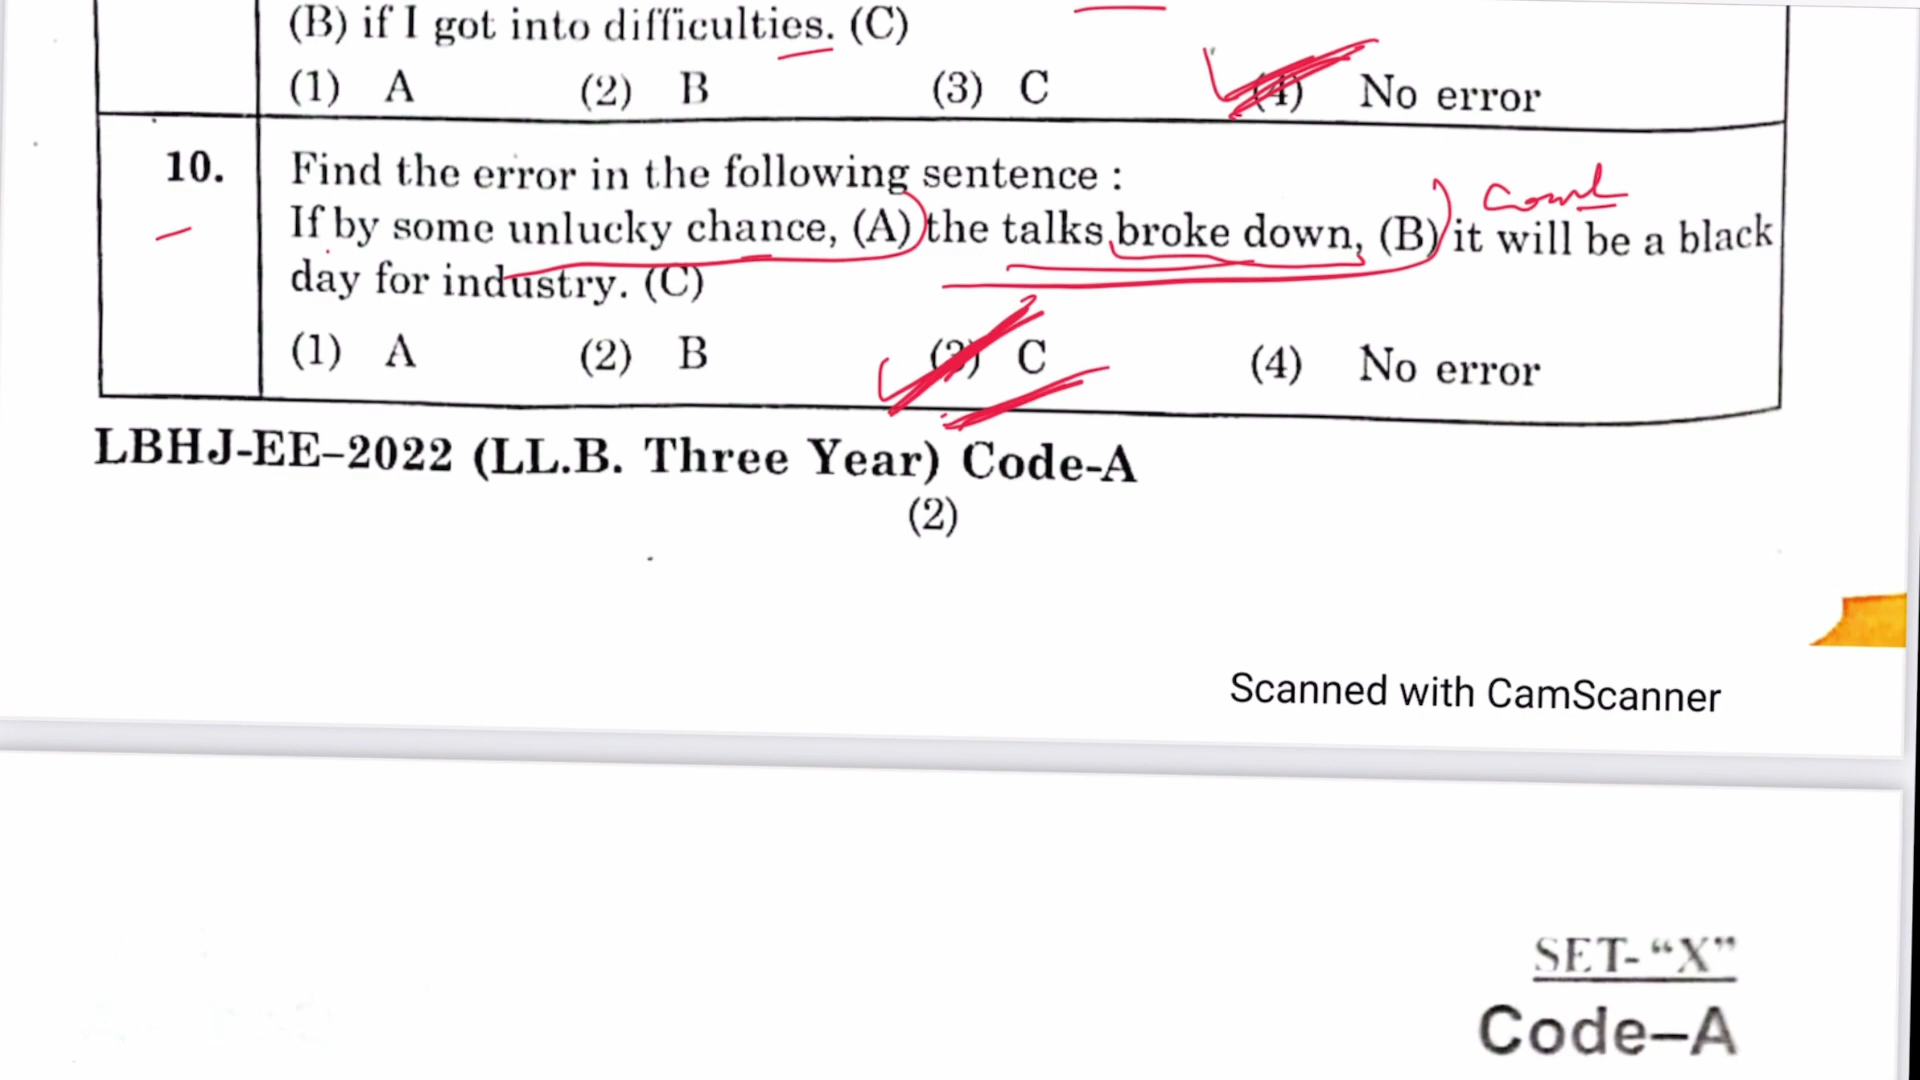 (B) if I got into difficulties. (C)
(1) A (2) B (3) C (4) No error
10. Find the error in the following sentence :
If by some unlucky chance, (A) the talks broke down, (B) it will be a black
day for industry. (C)
(1) A (2) B (3) C (4) No error
LBHJ-EE–2022 (LL.B. Three Year) Code-A
(2)
Scanned with CamScanner
SET- “X”
Code–A